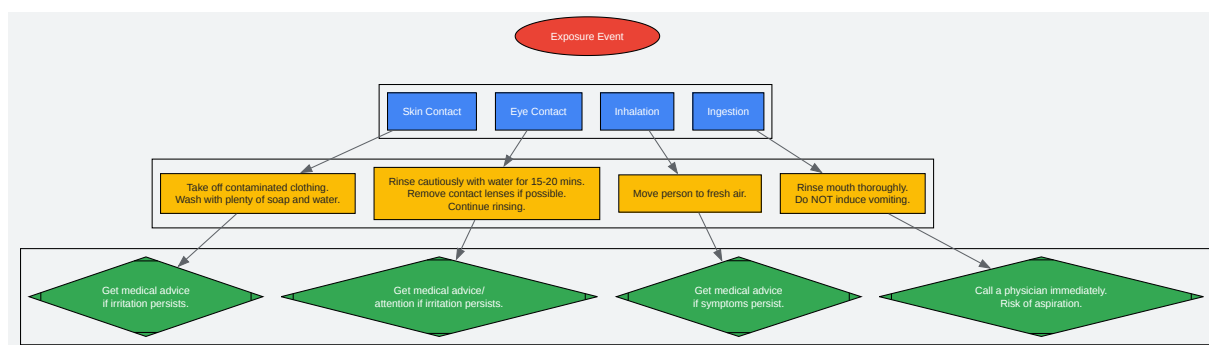 Exposure Event
Skin Contact
Eye Contact
Inhalation
Ingestion
Take off contaminated clothing.
Wash with plenty of soap and water.
Rinse cautiously with water for 15-20 mins.
Remove contact lenses if possible.
Continue rinsing.
Move person to fresh air.
Rinse mouth thoroughly.
Do NOT induce vomiting.
Get medical advice
if irritation persists.
Get medical advice/
attention if irritation persists.
Get medical advice
if symptoms persist.
Call a physician immediately.
Risk of aspiration.